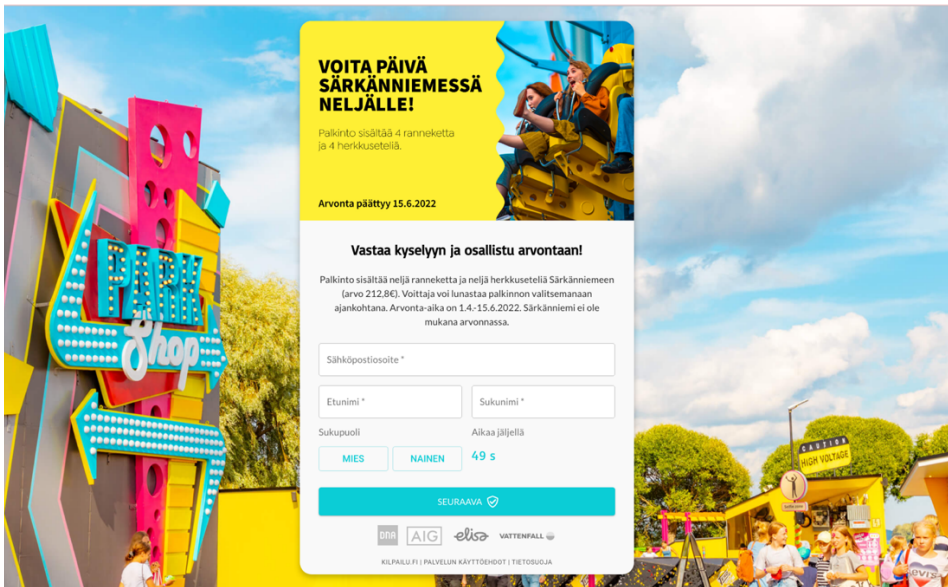 VOITA PÄIVÄ
SÄRKÄNNIEMESSÄ
NELJÄLLE!
Palkinto sisältää 4 ranneketta
ja 4 herkkuseteliä.
Arvonta päättyy 15.6.2022
Vastaa kyselyyn ja osallistu arvontaan!
Palkinto sisältää neljä ranneketta ja neljä herkkuseteliä Särkänniemeen
(arvo 212,8€). Voittaja voi lunastaa palkinnon valitsemanaan
ajankohtana. Arvonta-aika on 1.4.-15.6.2022. Särkänniemi ei ole
mukana arvonnassa.
Sähköpostiosoite *
Etunimi * Sukunimi *
Sukupuoli Aikaa jäljellä
MIES NAINEN 49 s
SEURAAVA
DNA AIG elisa VATTENFALL
KILPAILU.FI | PALVELUN KÄYTTÖEHDOT | TIETOSUOJA
PARK
Shop
CAUTION
HIGH VOLTAGE